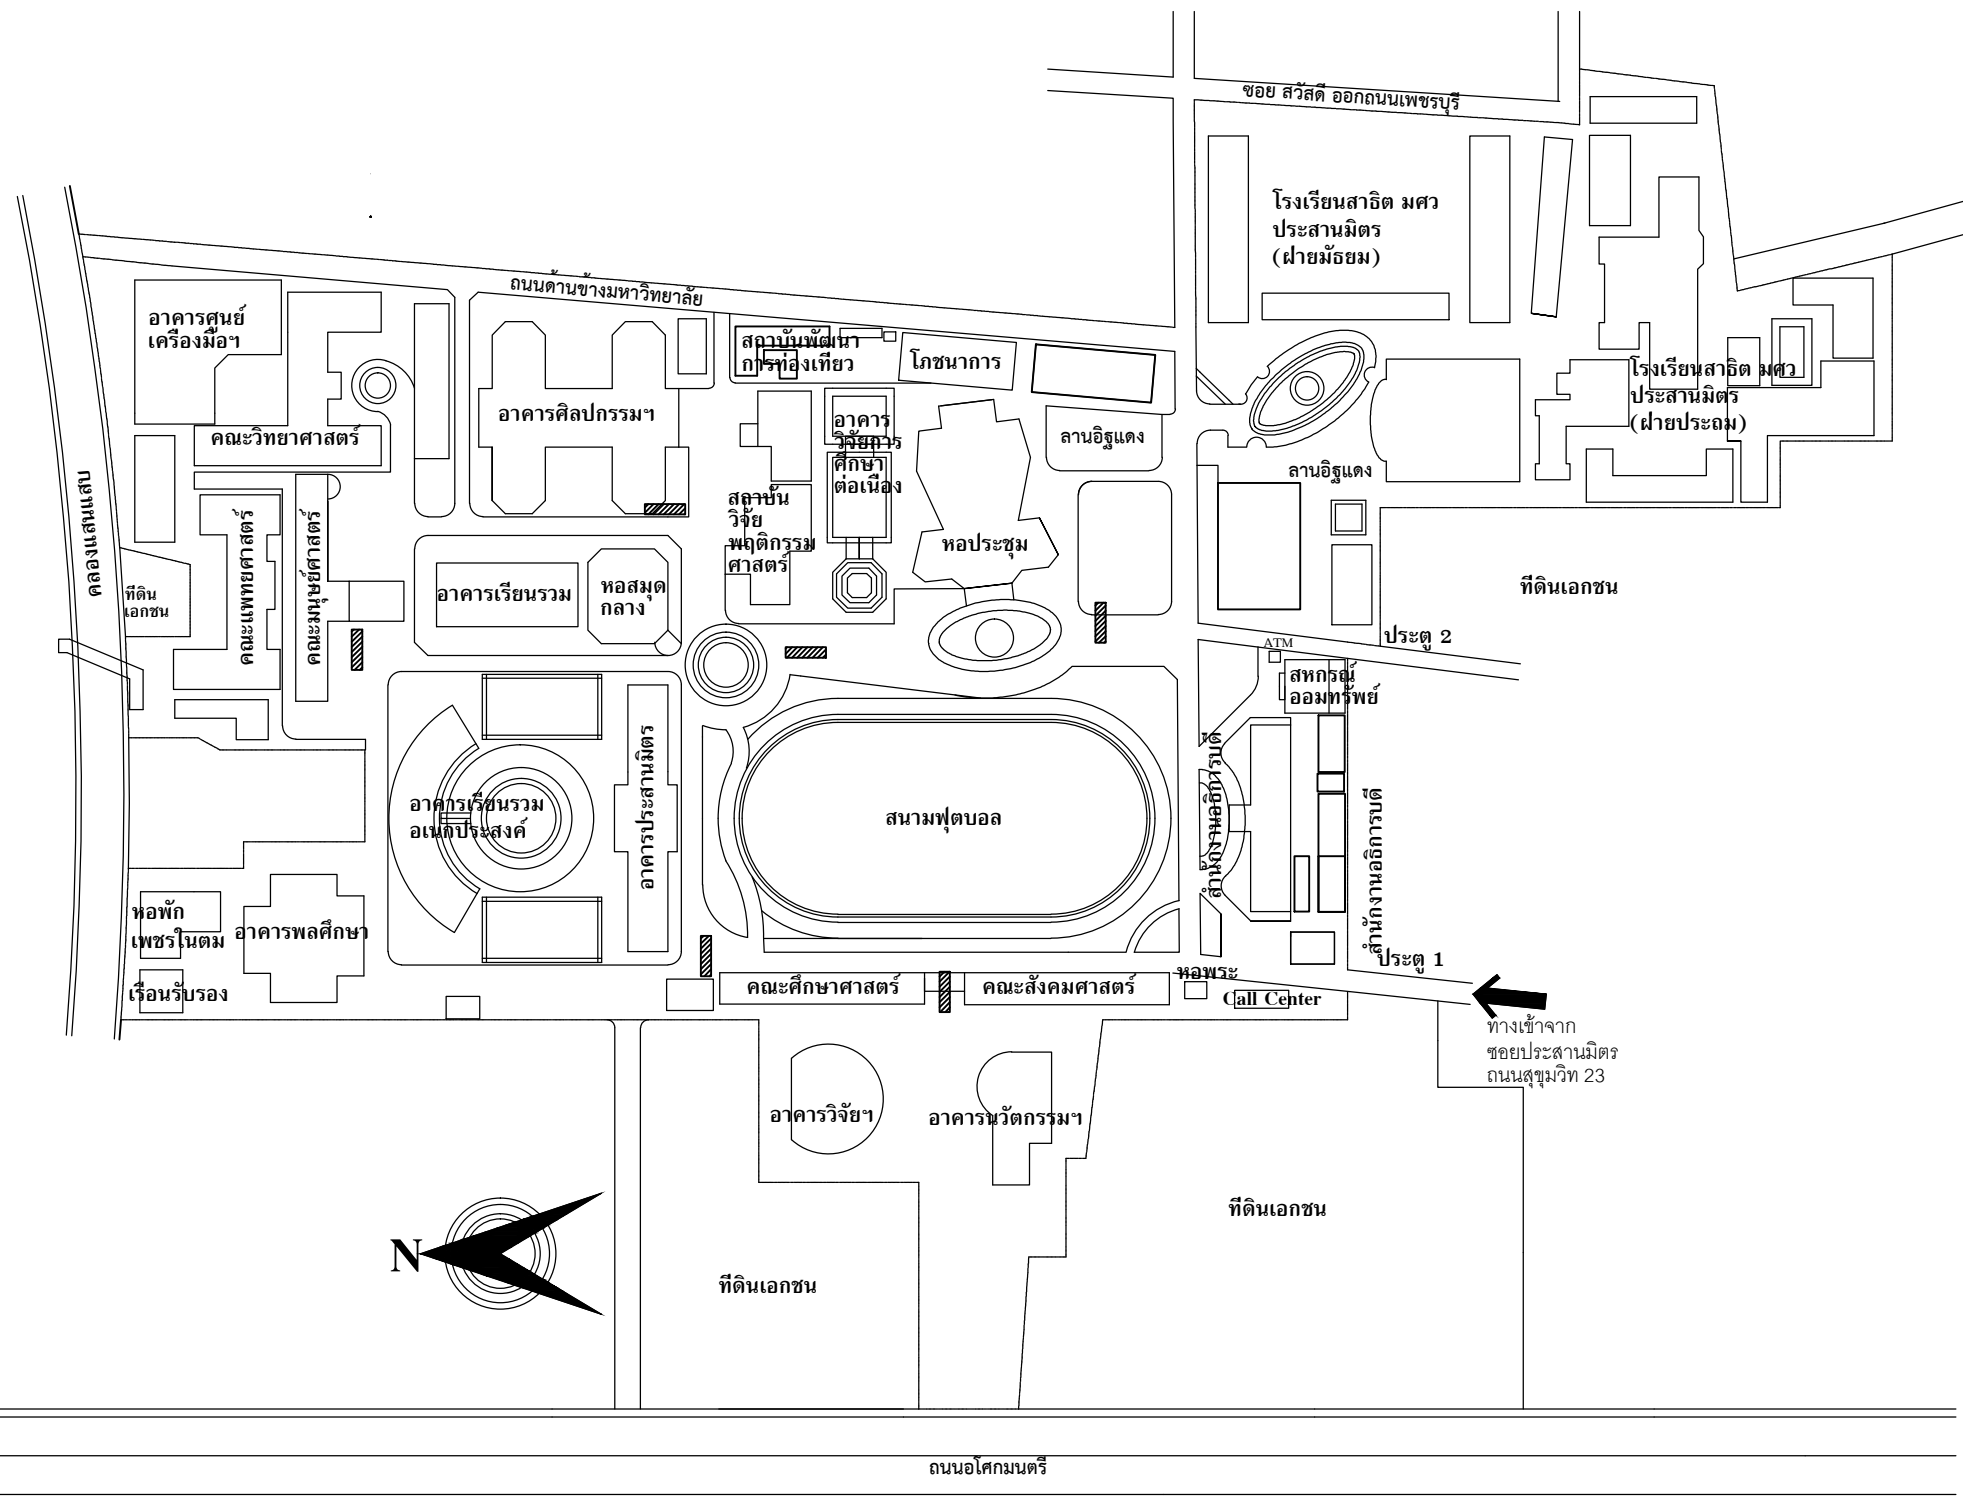 ซอย สวัสดี ออกถนนเพชรบุรี
โรงเรียนสาธิต มศว
ประสานมิตร
(ฝ่ายมัธยม)
ถนนด้านข้างมหาวิทยาลัย
อาคารศูนย์
เครื่องมือฯ
สถาบันพัฒนา
การท่องเที่ยว
โภชนาการ
โรงเรียนสาธิต มศว
ประสานมิตร
(ฝ่ายประถม)
อาคารศิลปกรรมฯ
คณะวิทยาศาสตร์
อาคาร
วิจัยการ
ศึกษา
ต่อเนื่อง
ลานอิฐแดง
ลานอิฐแดง
คลองแสนแสบ
สถาบัน
วิจัย
พฤติกรรม
ศาสตร์
คณะแพทยศาสตร์
คณะมนุษย์ศาสตร์
หอประชุม
ที่ดิน
เอกชน
อาคารเรียนรวม
หอสมุด
กลาง
ที่ดินเอกชน
ประตู 2
ATM
สหกรณ์
ออมทรัพย์
อาคารเรียนรวม
อเนกประสงค์
อาคารประสานมิตร
สนามฟุตบอล
สำนักงานอธิการบดี
สำนักงานอธิการบดี
หอพัก
เพชรในตม
อาคารพลศึกษา
เรือนรับรอง
คณะศึกษาศาสตร์
คณะสังคมศาสตร์
หอพระ
Call Center
ประตู 1
ทางเข้าจาก
ซอยประสานมิตร
ถนนสุขุมวิท 23
อาคารวิจัยฯ
อาคารนวัตกรรมฯ
ที่ดินเอกชน
N
ที่ดินเอกชน
ถนนอโศกมนตรี